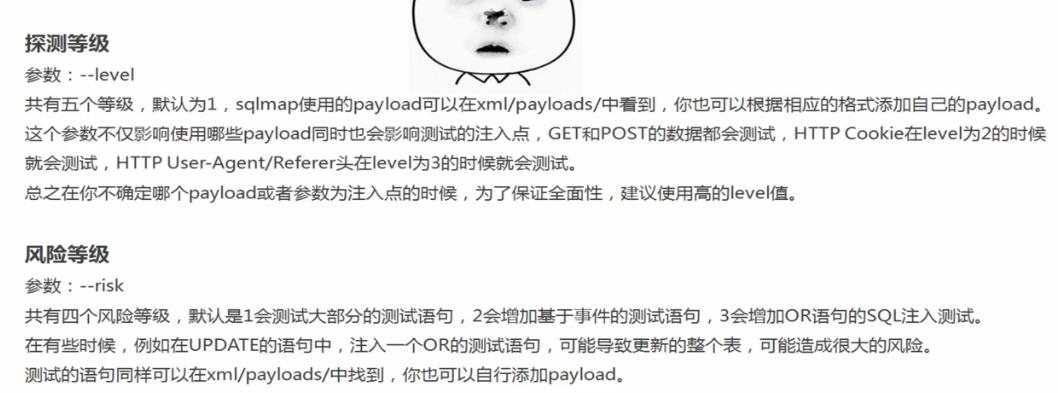 探测等级
参数：--level
共有五个等级，默认为1，sqlmap使用的payload可以在xml/payloads/中看到，你也可以根据相应的格式添加自己的payload。
这个参数不仅影响使用哪些payload同时也会影响测试的注入点，GET和POST的数据都会测试，HTTP Cookie在level为2的时候
就会测试，HTTP User-Agent/Referer头在level为3的时候就会测试。
总之在你不确定哪个payload或者参数为注入点的时候，为了保证全面性，建议使用高的level值。
风险等级
参数：--risk
共有四个风险等级，默认是1会测试大部分的测试语句，2会增加基于事件的测试语句，3会增加OR语句的SQL注入测试。
在有些时候，例如在UPDATE的语句中，注入一个OR的测试语句，可能导致更新的整个表，可能造成很大的风险。
测试的语句同样可以在xml/payloads/中找到，你也可以自行添加payload。